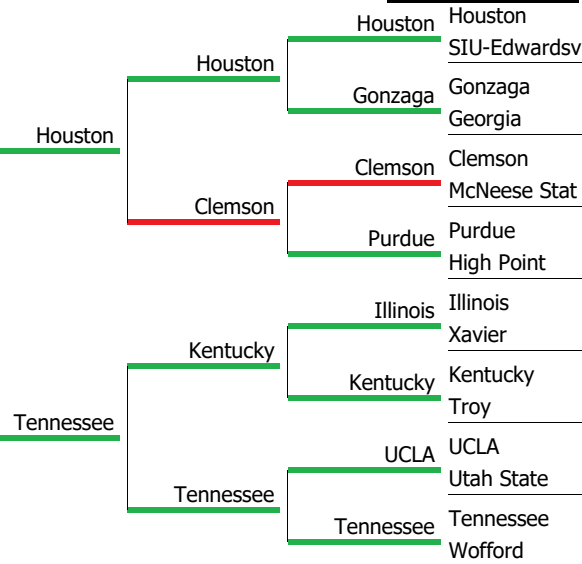 Houston
Houston
SIU-Edwardsv
Houston
Gonzaga
Gonzaga
Georgia
Houston
Clemson
Clemson
McNeese Stat
Clemson
Purdue
Purdue
High Point
Illinois
Illinois
Xavier
Kentucky
Kentucky
Kentucky
Troy
Tennessee
UCLA
UCLA
Utah State
Tennessee
Tennessee
Tennessee
Wofford